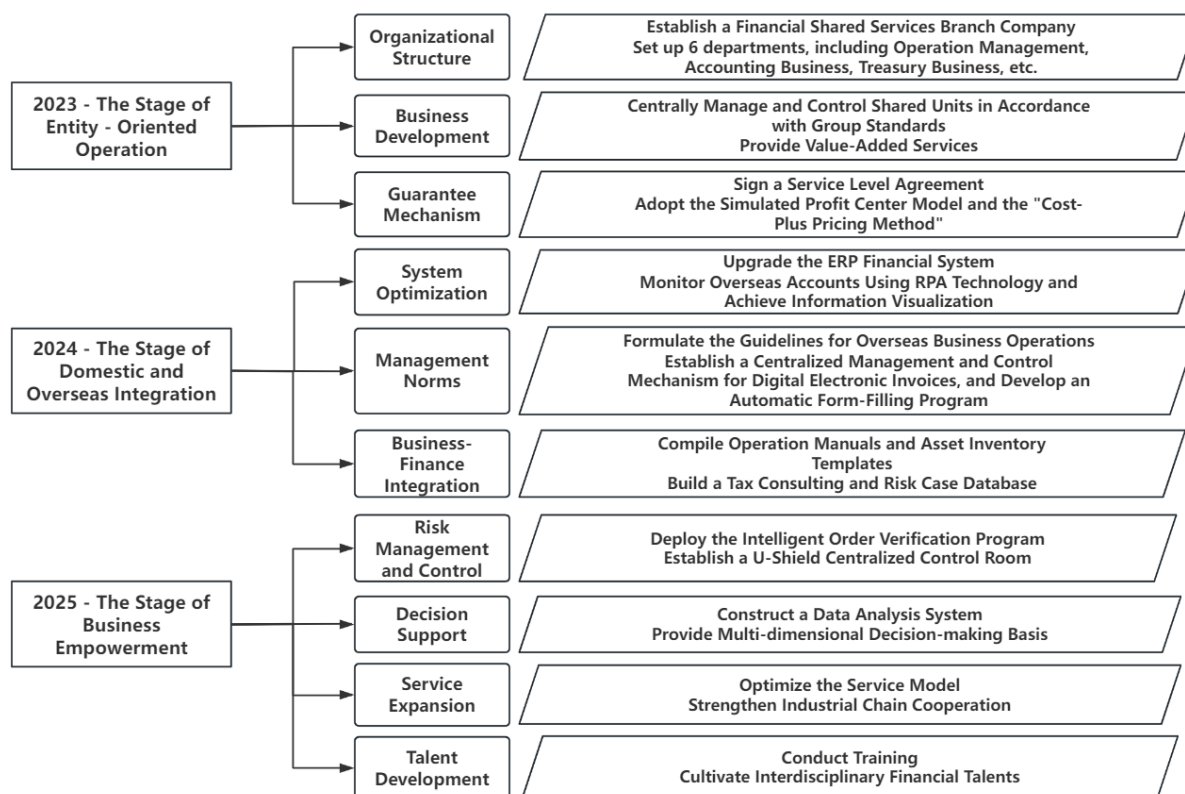 2023 - The Stage of
Entity - Oriented
Operation
Organizational
Structure
Establish a Financial Shared Services Branch Company
Set up 6 departments, including Operation Management,
Accounting Business, Treasury Business, etc.
Business
Development
Centrally Manage and Control Shared Units in Accordance
with Group Standards
Provide Value-Added Services
Guarantee
Mechanism
Sign a Service Level Agreement
Adopt the Simulated Profit Center Model and the "Cost-
Plus Pricing Method"
2024 - The Stage of
Domestic and
Overseas Integration
System
Optimization
Upgrade the ERP Financial System
Monitor Overseas Accounts Using RPA Technology and
Achieve Information Visualization
Management
Norms
Formulate the Guidelines for Overseas Business Operations
Establish a Centralized Management and Control
Mechanism for Digital Electronic Invoices, and Develop an
Automatic Form-Filling Program
Business-
Finance
Integration
Compile Operation Manuals and Asset Inventory
Templates
Build a Tax Consulting and Risk Case Database
2025 - The Stage of
Business
Empowerment
Risk
Management
and Control
Deploy the Intelligent Order Verification Program
Establish a U-Shield Centralized Control Room
Decision
Support
Construct a Data Analysis System
Provide Multi-dimensional Decision-making Basis
Service
Expansion
Optimize the Service Model
Strengthen Industrial Chain Cooperation
Talent
Development
Conduct Training
Cultivate Interdisciplinary Financial Talents